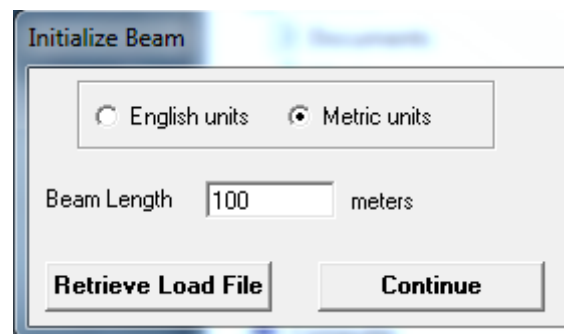 Initialize Beam
English units Metric units
Beam Length 100 meters
Retrieve Load File Continue